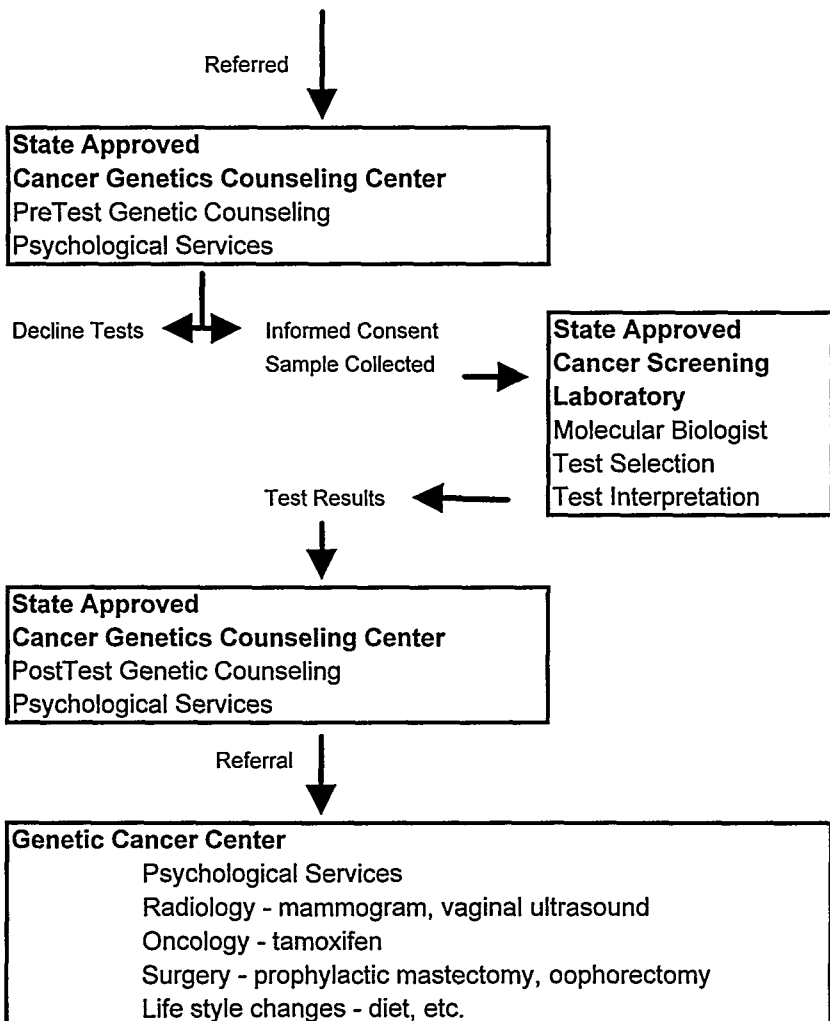 Referred
State Approved
Cancer Genetics Counseling Center
PreTest Genetic Counseling
Psychological Services
Decline Tests
Informed Consent
Sample Collected
State Approved
Cancer Screening
Laboratory
Molecular Biologist
Test Selection
Test Interpretation
Test Results
State Approved
Cancer Genetics Counseling Center
PostTest Genetic Counseling
Psychological Services
Referral
Genetic Cancer Center
Psychological Services
Radiology - mammogram, vaginal ultrasound
Oncology - tamoxifen
Surgery - prophylactic mastectomy, oophorectomy
Life style changes - diet, etc.